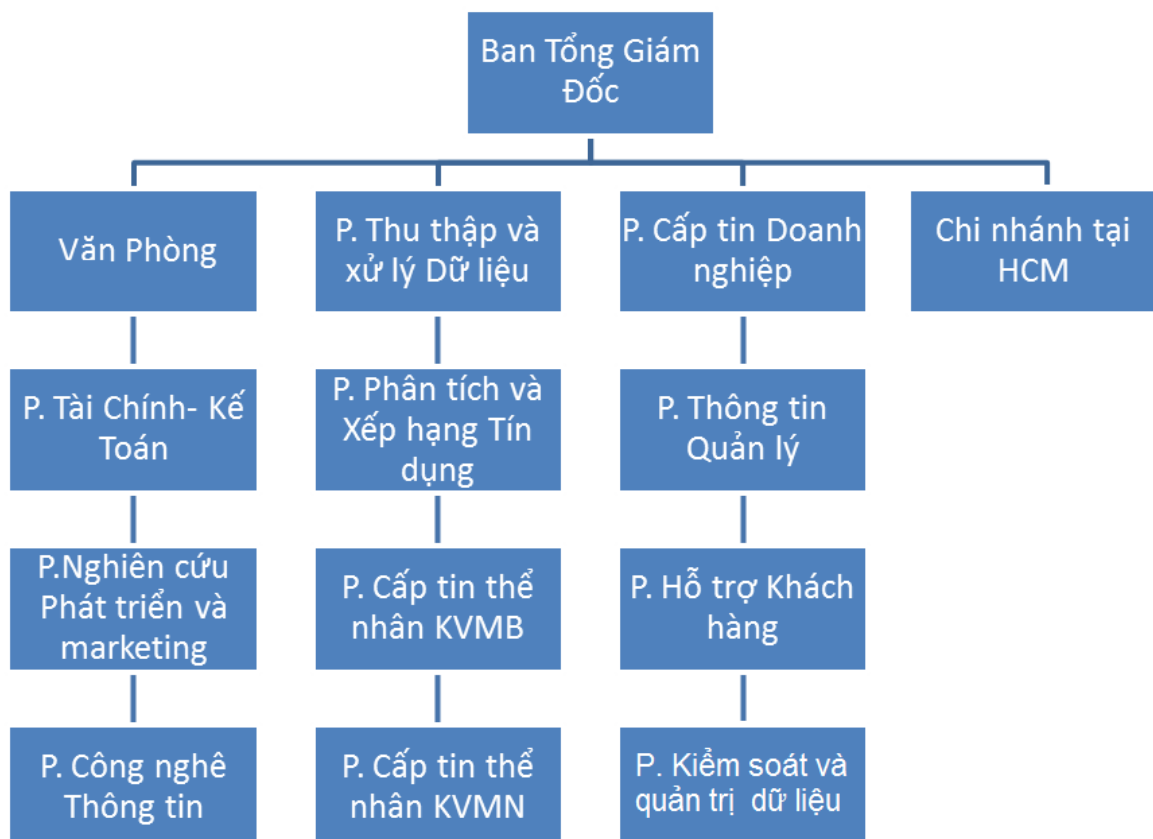 Ban Tổng Giám
Đốc
Văn Phòng
P. Thu thập và
xử lý Dữ liệu
P. Cấp tin Doanh
nghiệp
Chi nhánh tại
HCM
P. Tài Chính- Kế
Toán
P. Phân tích và
Xếp hạng Tín
dụng
P. Thông tin
Quản lý
P.Nghiên cứu
Phát triển và
marketing
P. Cấp tin thể
nhân KVMB
P. Hỗ trợ Khách
hàng
P. Công nghê
Thông tin
P. Cấp tin thể
nhân KVMN
P. Kiểm soát và
quản trị dữ liệu